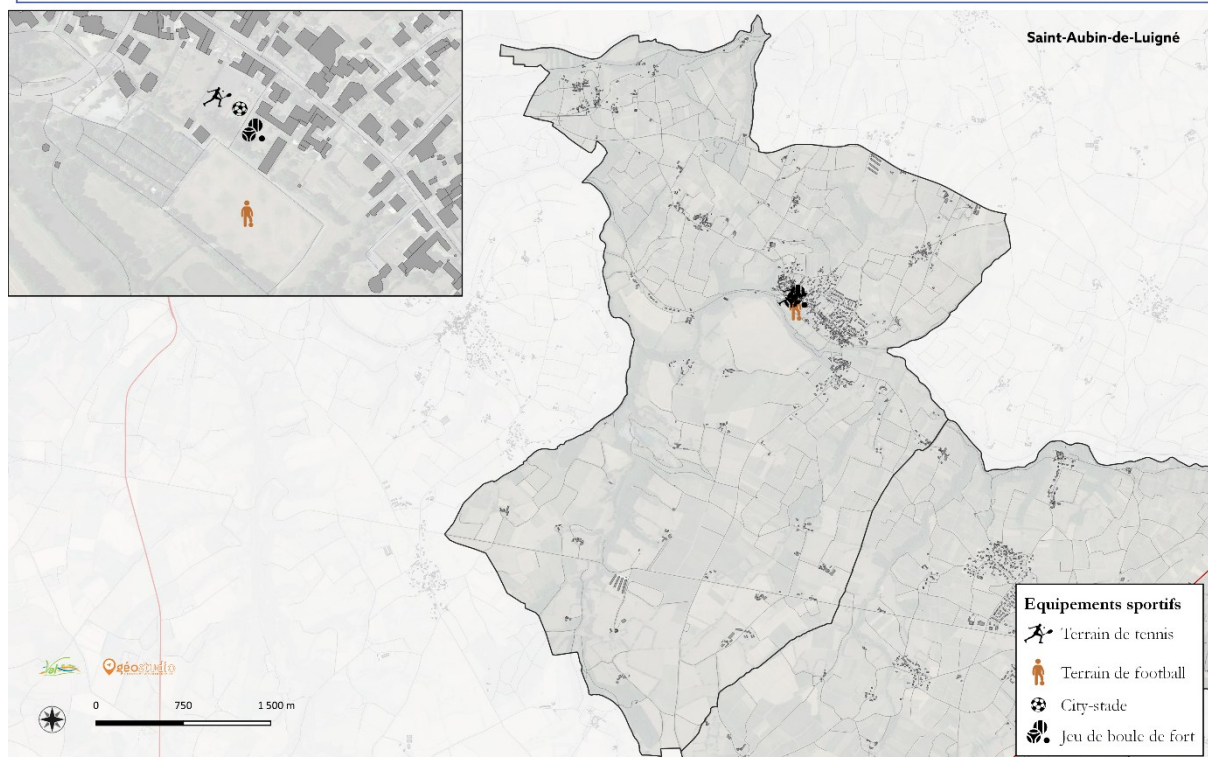 Saint-Aubin-de-Luigné
Equipements sportifs
Terrain de tennis
Terrain de football
City-stade
Jeu de boule de fort
géostudio
0 750 1 500 m